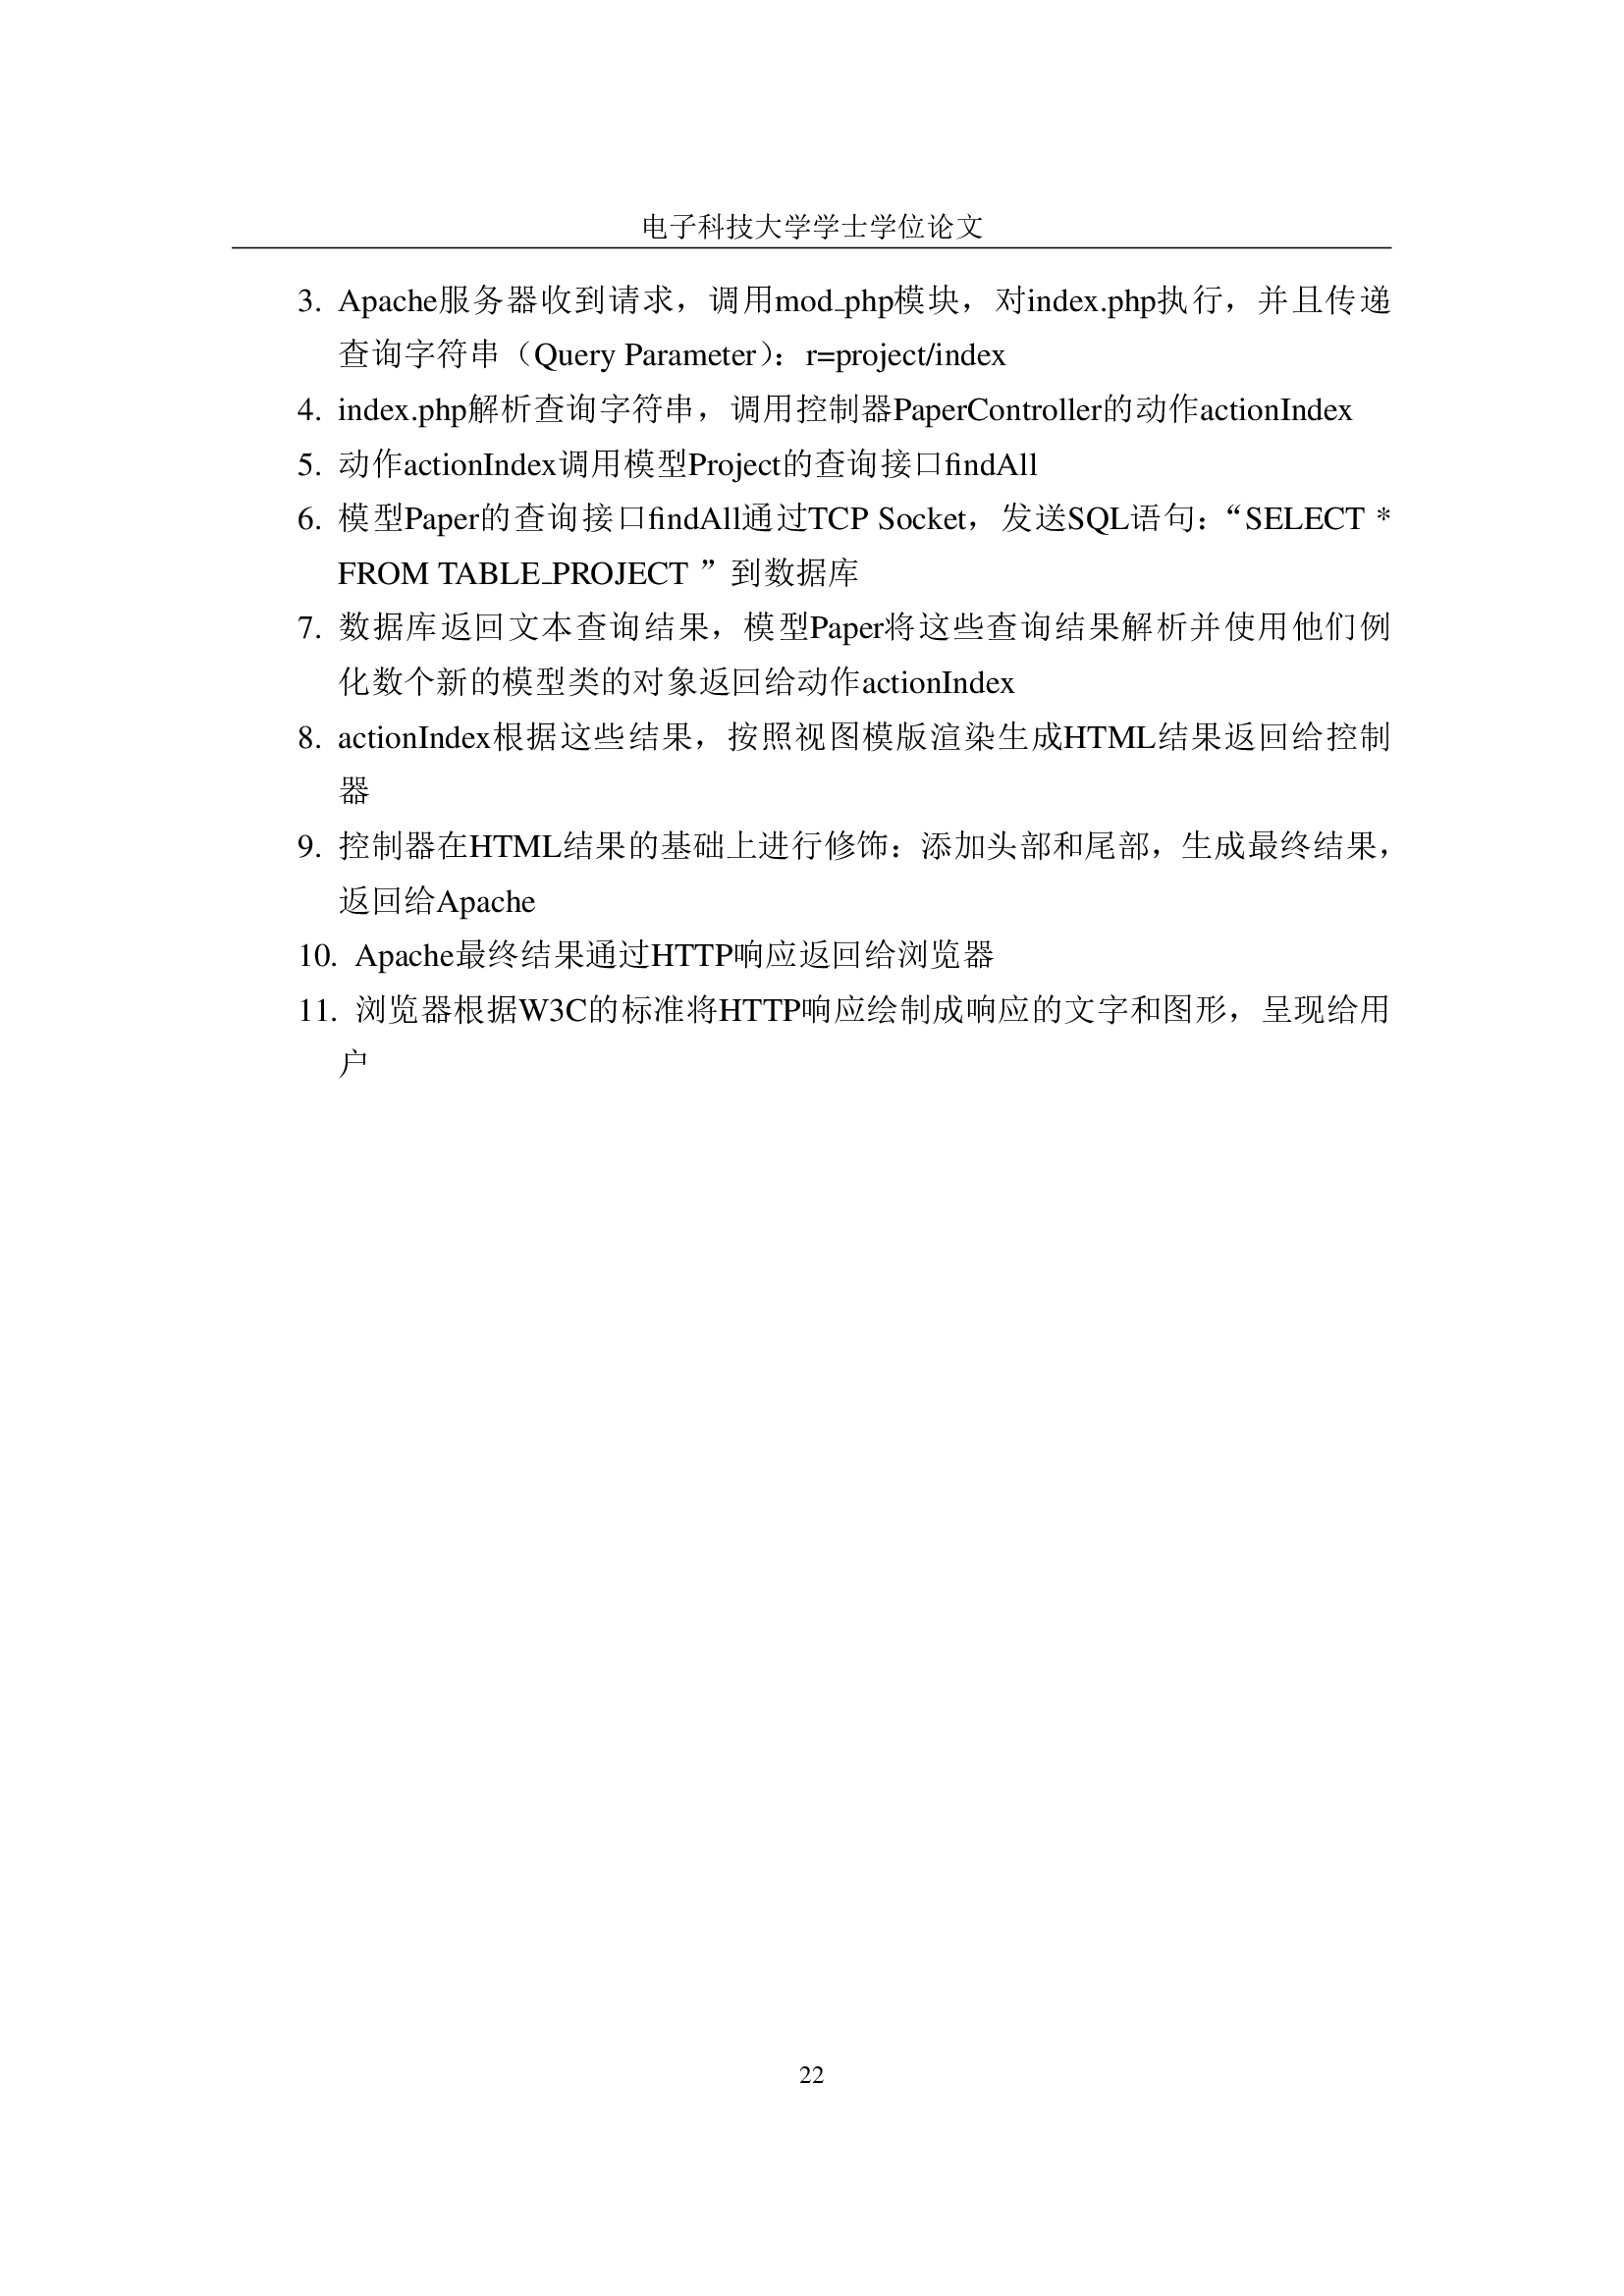 电子科技大学学士学位论文
3. Apache服务器收到请求，调用mod_php模块，对index.php执行，并且传递
查询字符串（Query Parameter）：r=project/index
4. index.php解析查询字符串，调用控制器PaperController的动作actionIndex
5. 动作actionIndex调用模型Project的查询接口findAll
6. 模型Paper的查询接口findAll通过TCP Socket，发送SQL语句：“SELECT *
FROM TABLE_PROJECT ”到数据库
7. 数据库返回文本查询结果，模型Paper将这些查询结果解析并使用他们例
化数个新的模型类的对象返回给动作actionIndex
8. actionIndex根据这些结果，按照视图模版渲染生成HTML结果返回给控制
器
9. 控制器在HTML结果的基础上进行修饰：添加头部和尾部，生成最终结果，
返回给Apache
10. Apache最终结果通过HTTP响应返回给浏览器
11. 浏览器根据W3C的标准将HTTP响应绘制成响应的文字和图形，呈现给用
户
22